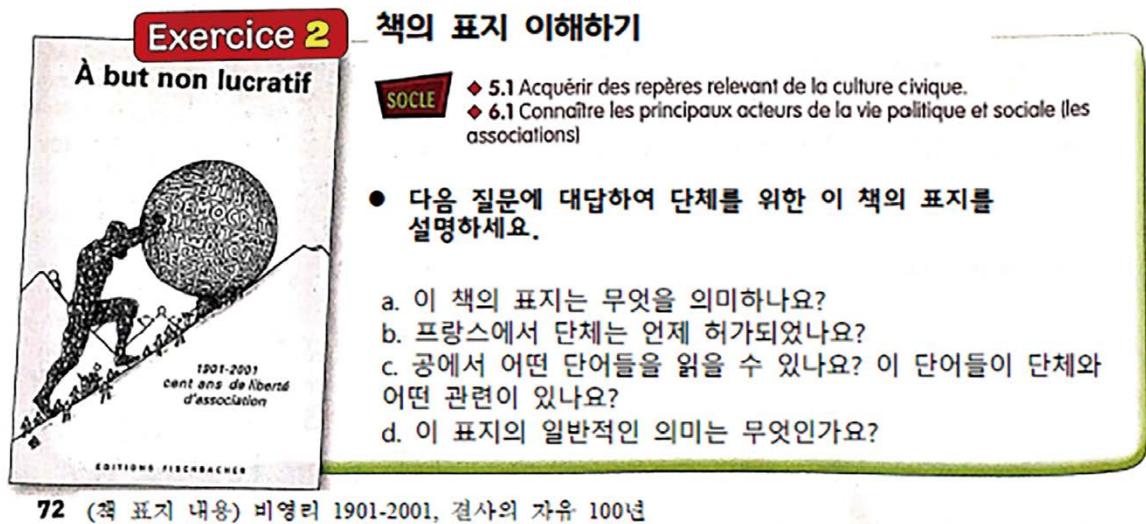 Exercice 2
책의 표지 이해하기
À but non lucratif
SOCLE
◆ 5.1 Acquérir des repères relevant de la culture civique.
◆ 6.1 Connaître les principaux acteurs de la vie politique et sociale (les
associations)
● 다음 질문에 대답하여 단체를 위한 이 책의 표지를
설명하세요.
DEMOCR
a. 이 책의 표지는 무엇을 의미하나요?
b. 프랑스에서 단체는 언제 허가되었나요?
c. 공에서 어떤 단어들을 읽을 수 있나요? 이 단어들이 단체와
어떤 관련이 있나요?
d. 이 표지의 일반적인 의미는 무엇인가요?
1901-2001
cent ans de liberté
d'association
EDITIONS FISCHBACHER
72 (책 표지 내용) 비영리 1901-2001, 결사의 자유 100년